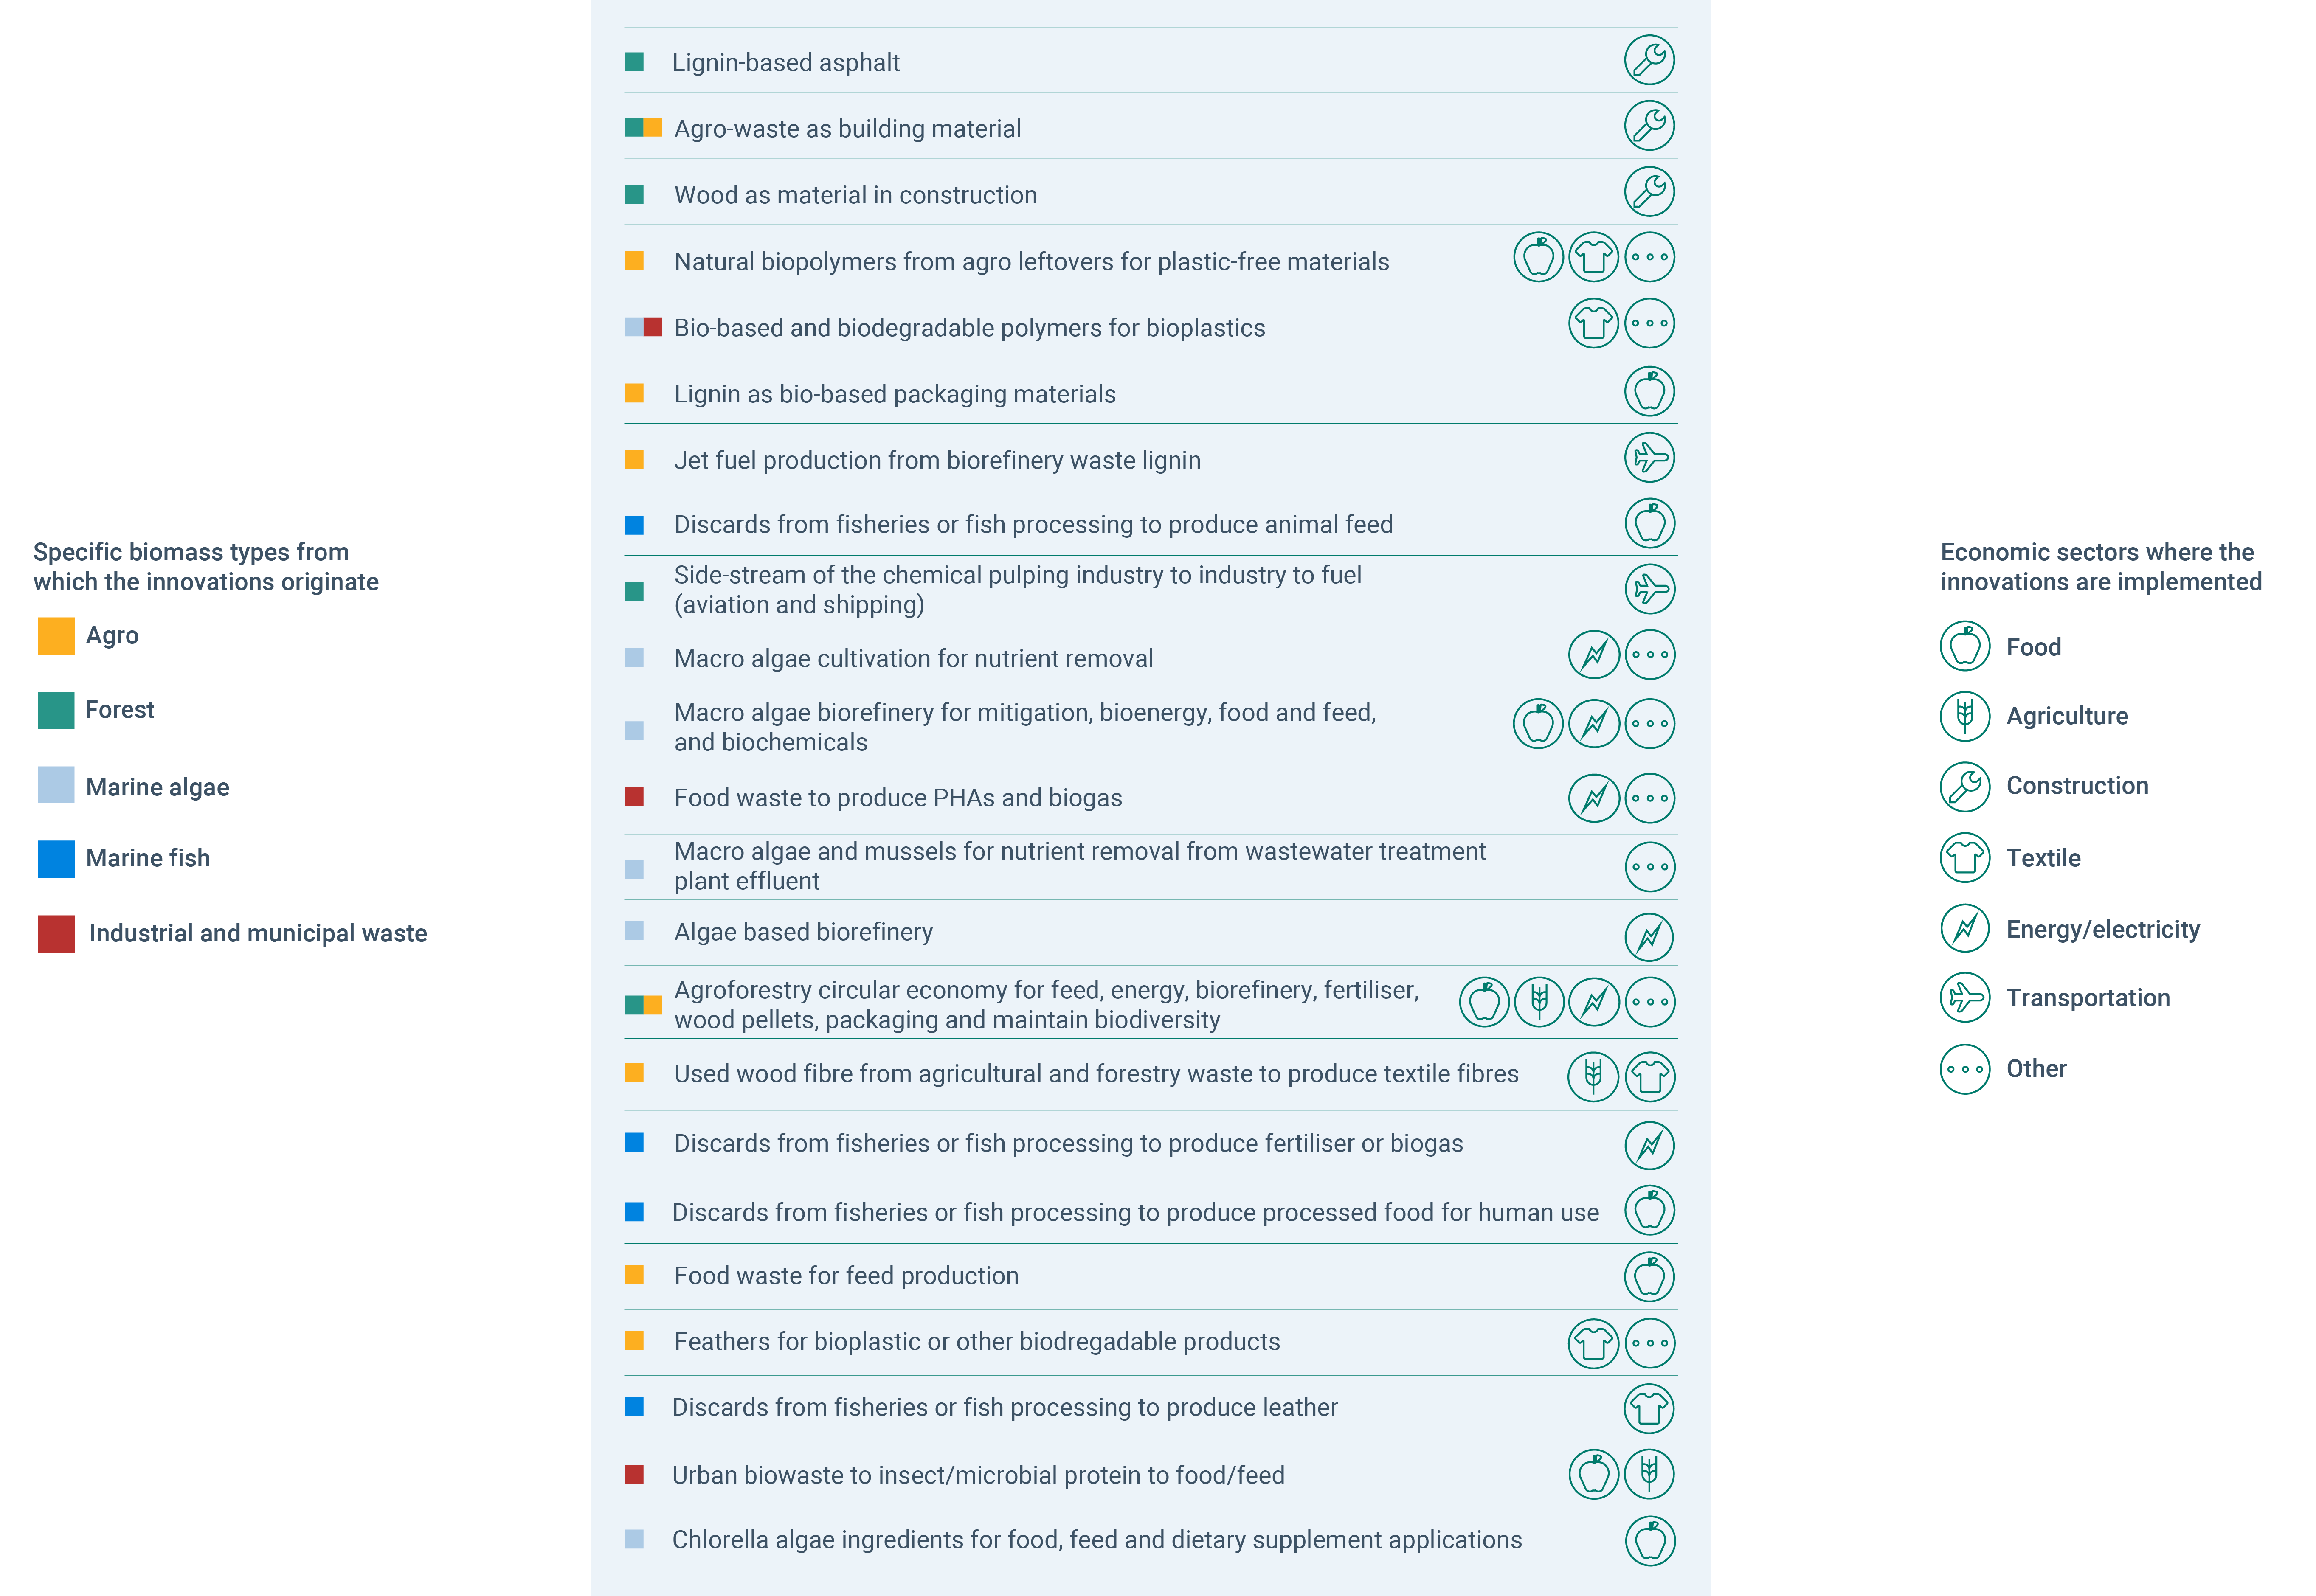 Specific biomass types from
which the innovations originate
Agro
Forest
Marine algae
Marine fish
Industrial and municipal waste
Lignin-based asphalt
Agro-waste as building material
Wood as material in construction
Natural biopolymers from agro leftovers for plastic-free materials
Bio-based and biodegradable polymers for bioplastics
Lignin as bio-based packaging materials
Jet fuel production from biorefinery waste lignin
Discards from fisheries or fish processing to produce animal feed
Side-stream of the chemical pulping industry to industry to fuel
(aviation and shipping)
Macro algae cultivation for nutrient removal
Macro algae biorefinery for mitigation, bioenergy, food and feed,
and biochemicals
Food waste to produce PHAs and biogas
Macro algae and mussels for nutrient removal from wastewater treatment
plant effluent
Algae based biorefinery
Agroforestry circular economy for feed, energy, biorefinery, fertiliser,
wood pellets, packaging and maintain biodiversity
Used wood fibre from agricultural and forestry waste to produce textile fibres
Discards from fisheries or fish processing to produce fertiliser or biogas
Discards from fisheries or fish processing to produce processed food for human use
Food waste for feed production
Feathers for bioplastic or other biodregadable products
Discards from fisheries or fish processing to produce leather
Urban biowaste to insect/microbial protein to food/feed
Chlorella algae ingredients for food, feed and dietary supplement applications
Economic sectors where the
innovations are implemented
Food
Agriculture
Construction
Textile
Energy/electricity
Transportation
Other